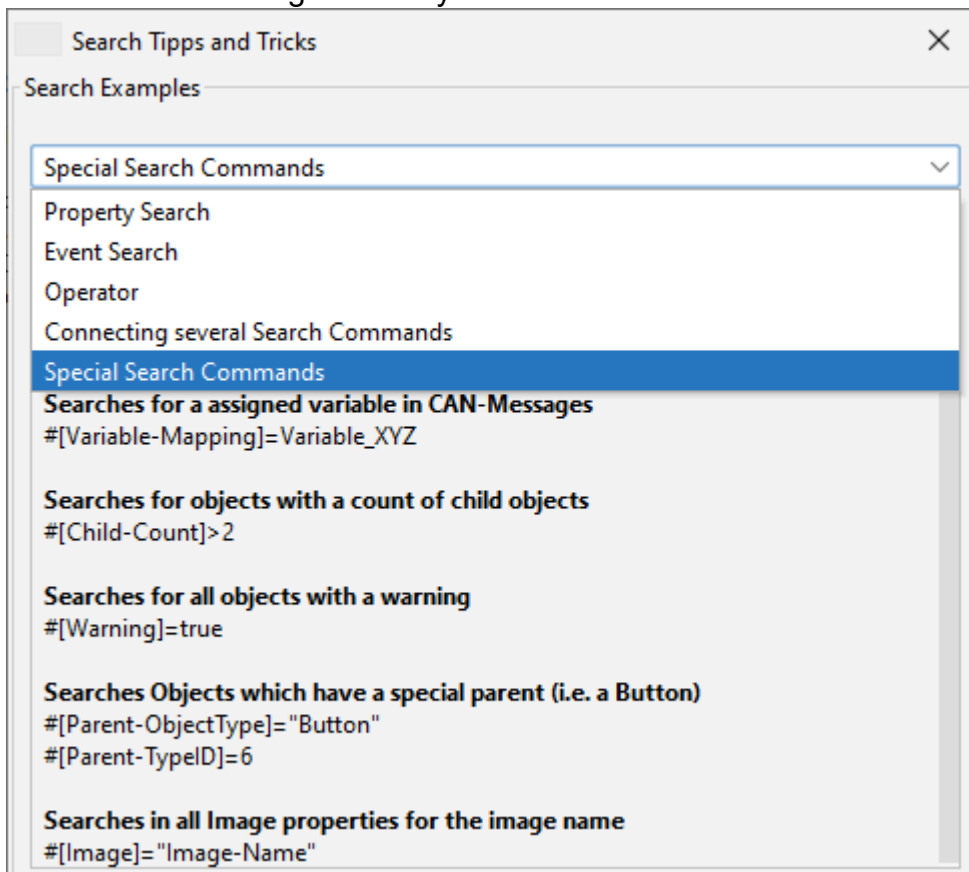 Search Tipps and Tricks
Search Examples
Special Search Commands
Property Search
Event Search
Operator
Connecting several Search Commands
Special Search Commands
Searches for a assigned variable in CAN-Messages
#[Variable-Mapping]=Variable_XYZ
Searches for objects with a count of child objects
#[Child-Count]>2
Searches for all objects with a warning
#[Warning]=true
Searches Objects which have a special parent (i.e. a Button)
#[Parent-ObjectType]="Button"
#[Parent-TypeID]=6
Searches in all Image properties for the image name
#[Image]="Image-Name"